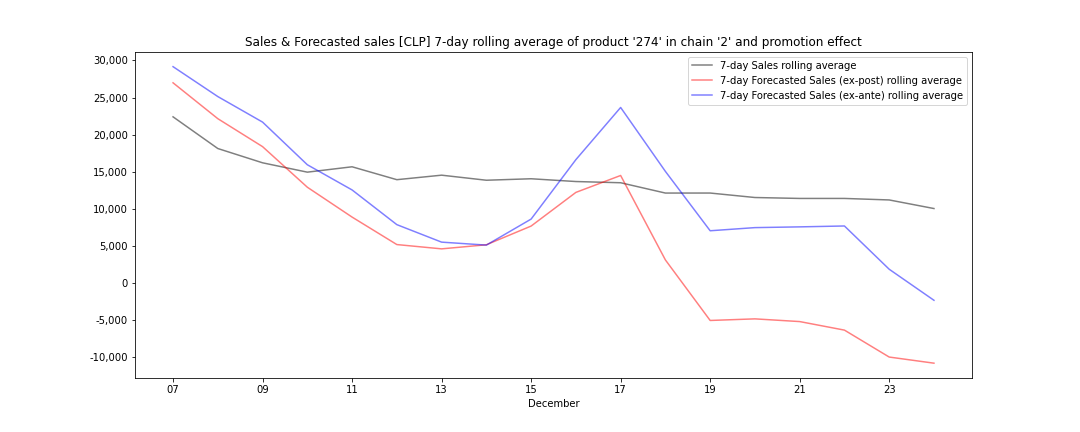 Sales & Forecasted sales [CLP] 7-day rolling average of product '274' in chain '2' and promotion effect
30,000
25,000
20,000
15,000
10,000
5,000
0
-5,000
-10,000
7-day Sales rolling average
7-day Forecasted Sales (ex-post) rolling average
7-day Forecasted Sales (ex-ante) rolling average
07 09 11 13 15 17 19 21 23
December